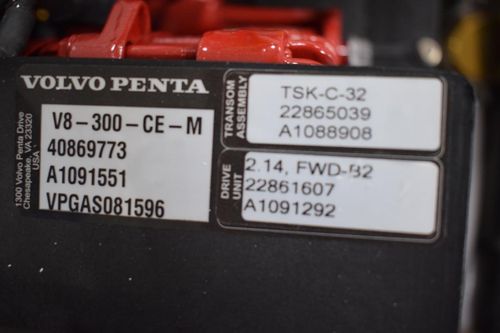 VOLVO PENTA
1300 Volvo Penta Drive
Chesapeake, VA 23320
USA
V8-300-CE-M
40869773
A1091551
VPGAS081596
TRANSOM
ASSEMBLY
TSK-C-32
22865039
A1088908
DRIVE
UNIT
2.14, FWD-B2
22861607
A1091292